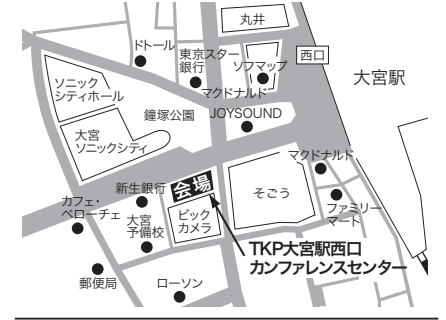 丸井
ドトール
東京スター
銀行
ソフマップ
西口
大宮駅
ソニック
シティホール
マクドナルド
鐘塚公園
JOYSOUND
大宮
ソニックシティ
マクドナルド
新生銀行
会場
そごう
カフェ・
ベローチェ
大宮
予備校
ビック
カメラ
ファミリー
マート
TKP大宮駅西口
カンファレンスセンター
郵便局
ローソン